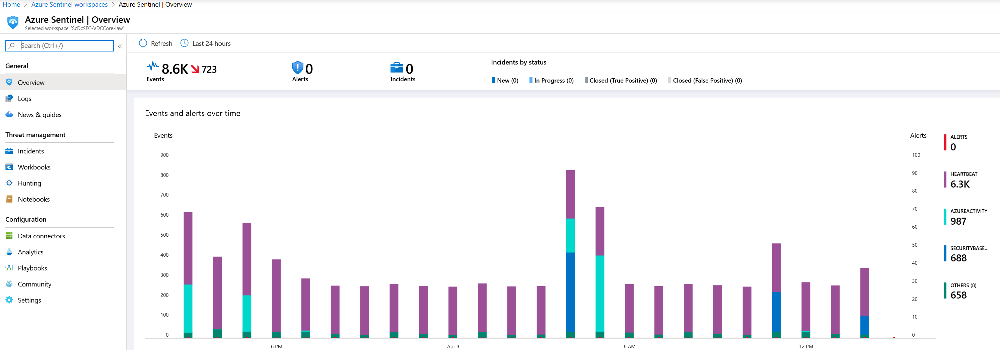 Home > Azure Sentinel workspaces > Azure Sentinel | Overview
Azure Sentinel | Overview
Selected workspace: 'ScDcSEC-VDCCore-law'
Search (Ctrl+/)
«
General
Overview
Logs
News & guides
Threat management
Incidents
Workbooks
Hunting
Notebooks
Configuration
Data connectors
Analytics
Playbooks
Community
Settings
Refresh Last 24 hours
8.6K 723
Events
0
Alerts
0
Incidents
Incidents by status
New (0) In Progress (0) Closed (True Positive) (0) Closed (False Positive) (0)
Events and alerts over time
Events
900
800
700
600
500
400
300
200
100
0
6 PM Apr 9 6 AM 12 PM
Alerts
100
90
80
70
60
50
40
30
20
10
0
ALERTS
0
HEARTBEAT
6.3K
AZUREACTIVITY
987
SECURITYBASE...
688
OTHERS (8)
658